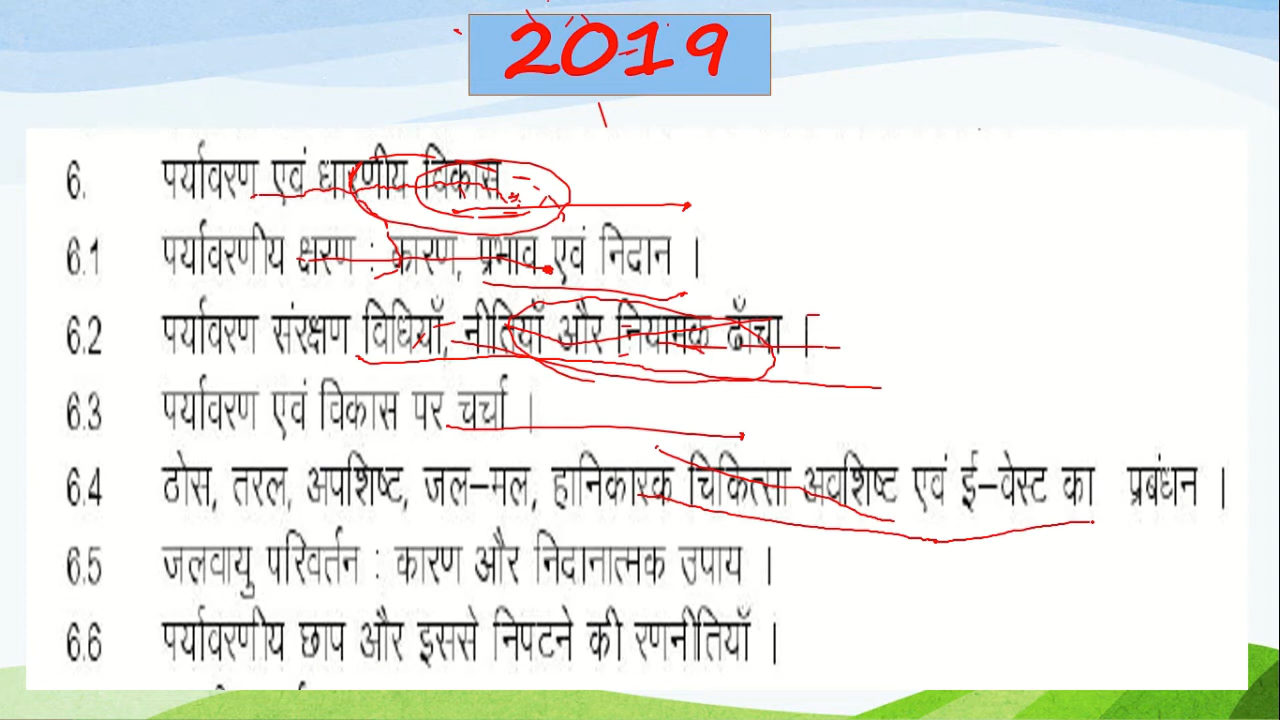 2019
6. पर्यावरण एवं धारणीय विकास
6.1 पर्यावरणीय क्षरण : कारण, प्रभाव एवं निदान ।
6.2 पर्यावरण संरक्षण विधियाँ, नीतियाँ और नियामक ढाँचा ।
6.3 पर्यावरण एवं विकास पर चर्चा ।
6.4 ठोस, तरल, अपशिष्ट, जल–मल, हानिकारक चिकित्सा अवशिष्ट एवं ई–वेस्ट का प्रबंधन ।
6.5 जलवायु परिवर्तन : कारण और निदानात्मक उपाय ।
6.6 पर्यावरणीय छाप और इससे निपटने की रणनीतियाँ ।